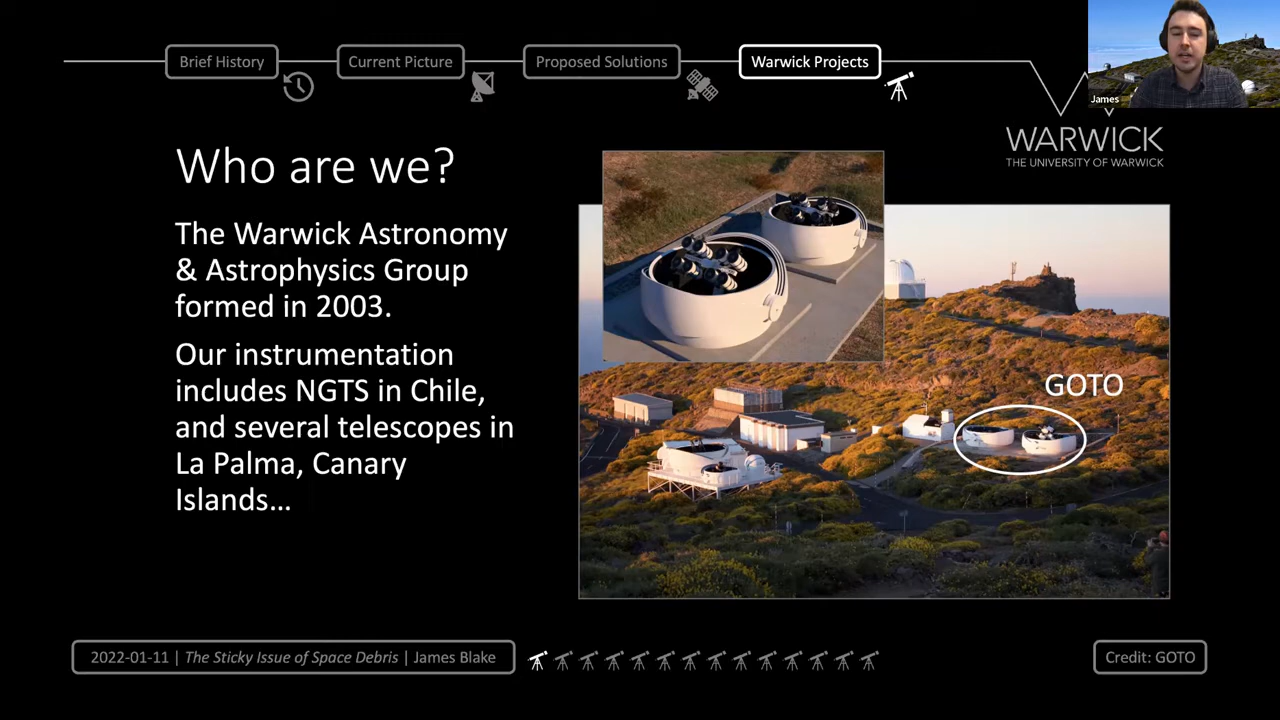 Brief History
Current Picture
Proposed Solutions
Warwick Projects
James
WARWICK
THE UNIVERSITY OF WARWICK
Who are we?
The Warwick Astronomy
& Astrophysics Group
formed in 2003.
Our instrumentation
includes NGTS in Chile,
and several telescopes in
La Palma, Canary
Islands…
GOTO
2022-01-11 | The Sticky Issue of Space Debris | James Blake
Credit: GOTO